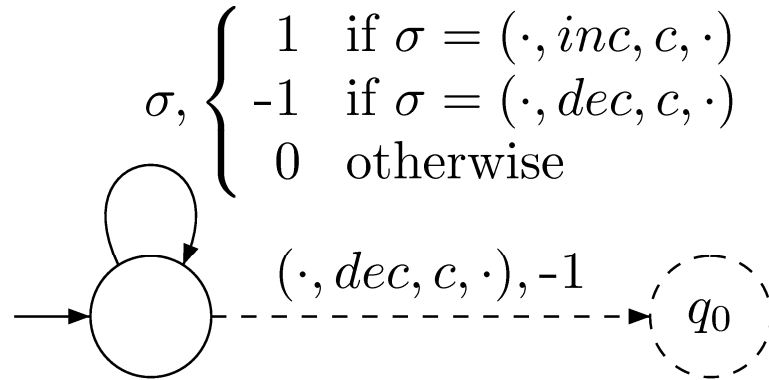 1 if σ = (·, inc, c, ·)
σ, { -1 if σ = (·, dec, c, ·)
0 otherwise
(·, dec, c, ·), -1
q₀